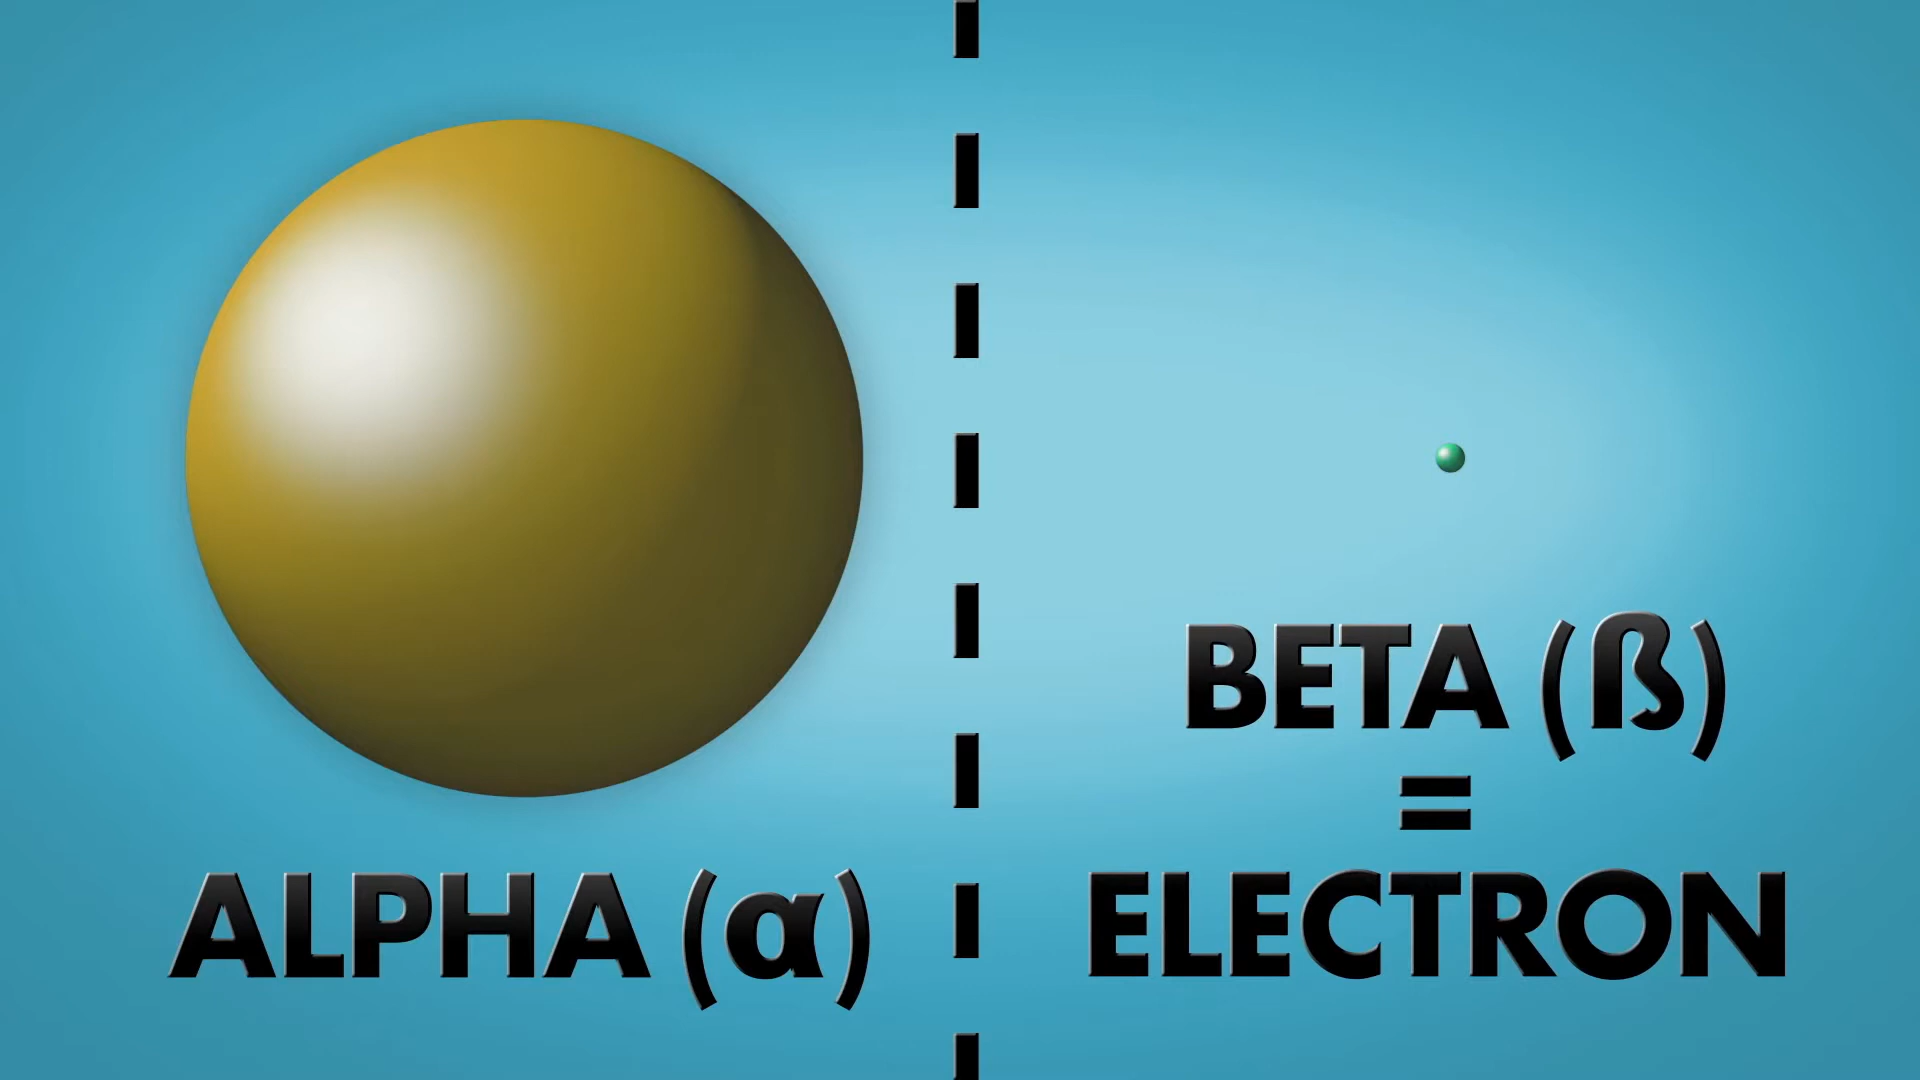 ALPHA (α)
BETA (ß)
=
ELECTRON